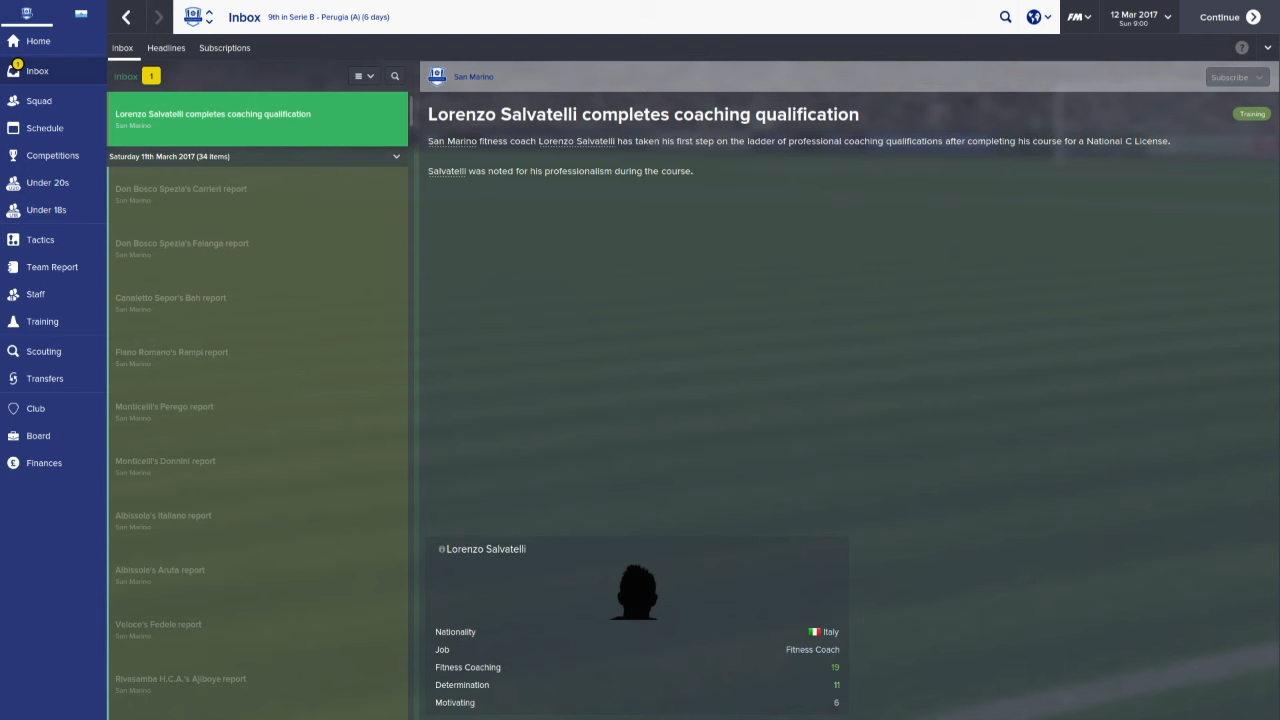 Inbox
9th in Serie B - Perugia (A) (6 days)
FM
12 Mar 2017
Sun 9:00
Continue
Home
1
Inbox
Squad
Schedule
Competitions
Under 20s
Under 18s
Tactics
Team Report
Staff
Training
Scouting
Transfers
Club
Board
Finances
Inbox
Headlines
Subscriptions
?
Inbox
1
Lorenzo Salvatelli completes coaching qualification
San Marino
Saturday 11th March 2017 (34 items)
Don Bosco Spezia's Carrieri report
San Marino
Don Bosco Spezia's Falanga report
San Marino
Canaletto Sepor's Bah report
San Marino
Fiano Romano's Rampi report
San Marino
Monticelli's Perego report
San Marino
Monticelli's Donnini report
San Marino
Albissola's Italiano report
San Marino
Albissola's Aruta report
San Marino
Veloce's Fedele report
San Marino
Rivasamba H.C.A.'s Ajiboye report
San Marino
San Marino
Subscribe
Lorenzo Salvatelli completes coaching qualification
Training
San Marino fitness coach Lorenzo Salvatelli has taken his first step on the ladder of professional coaching qualifications after completing his course for a National C License.
Salvatelli was noted for his professionalism during the course.
Lorenzo Salvatelli
Nationality Italy
Job Fitness Coach
Fitness Coaching 19
Determination 11
Motivating 6